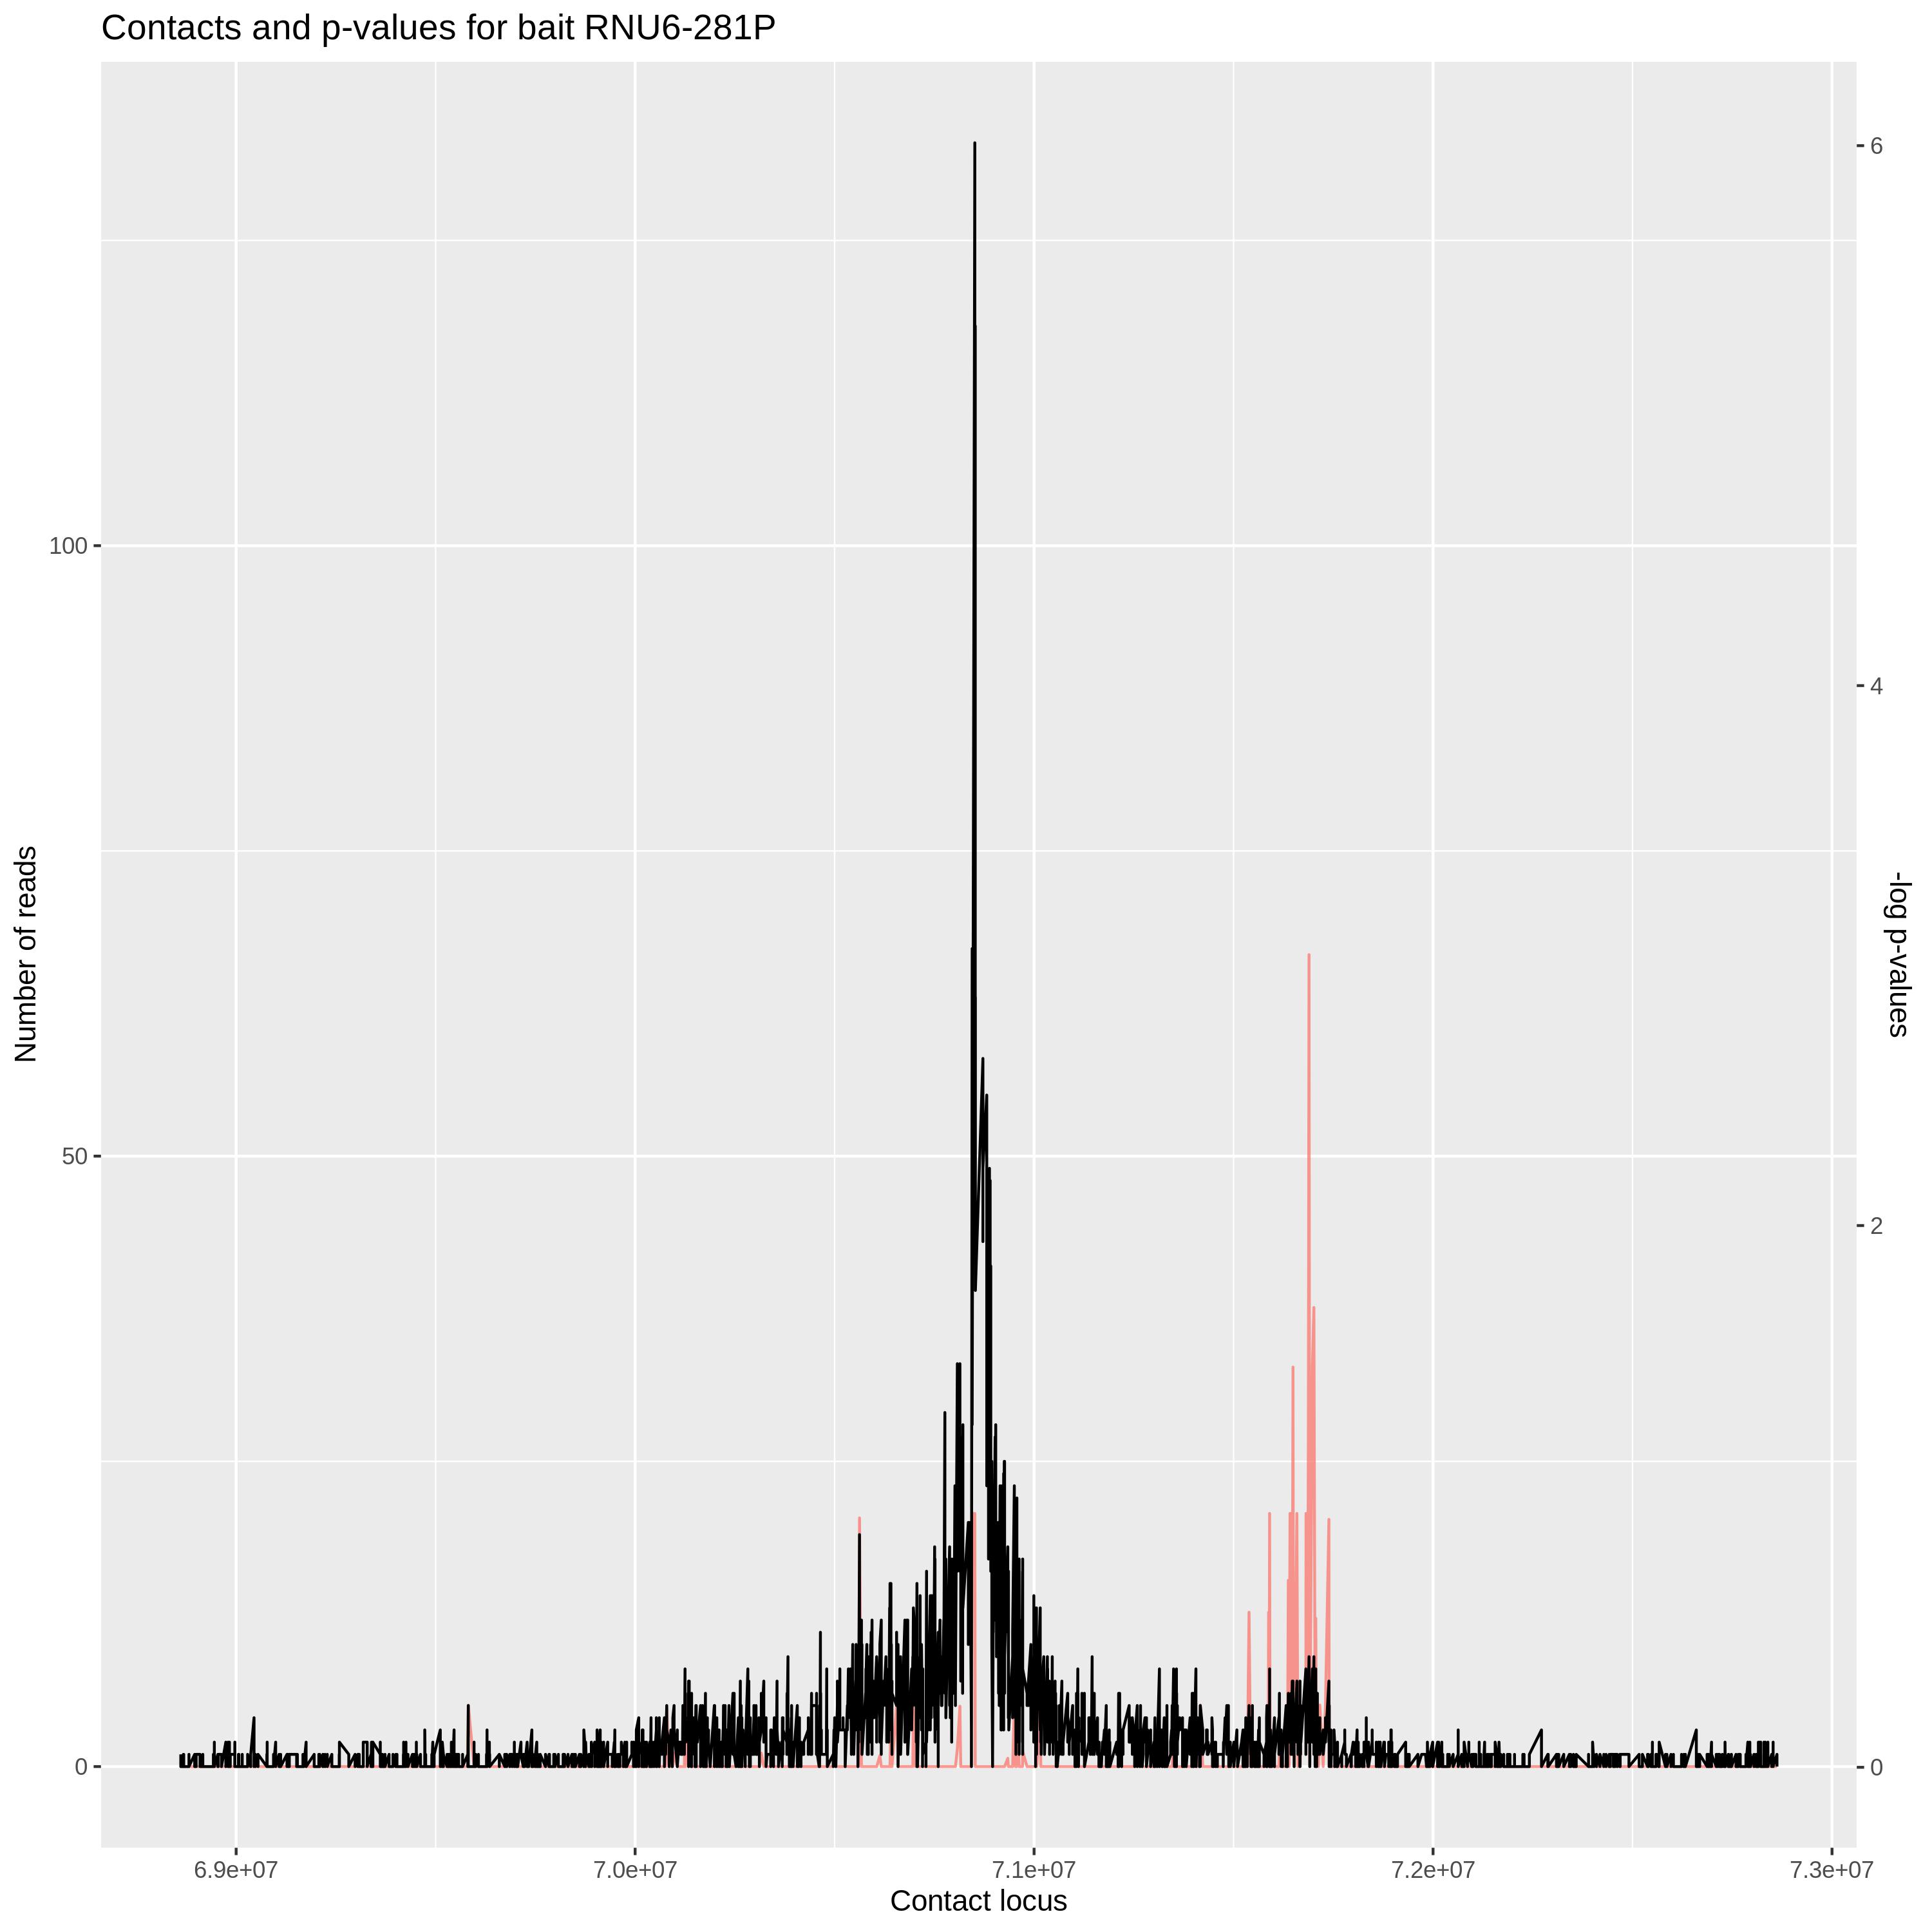 Contacts and p-values for bait RNU6-281P
6
4
2
0
100
50
0
Number of reads
-log p-values
6.9e+07
7.0e+07
7.1e+07
7.2e+07
7.3e+07
Contact locus